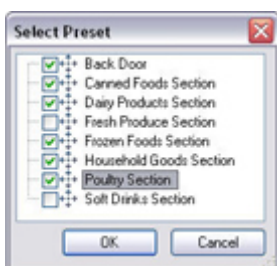 Select Preset
Back Door
Canned Foods Section
Dairy Products Section
Fresh Produce Section
Frozen Foods Section
Household Goods Section
Poultry Section
Soft Drinks Section
OK
Cancel